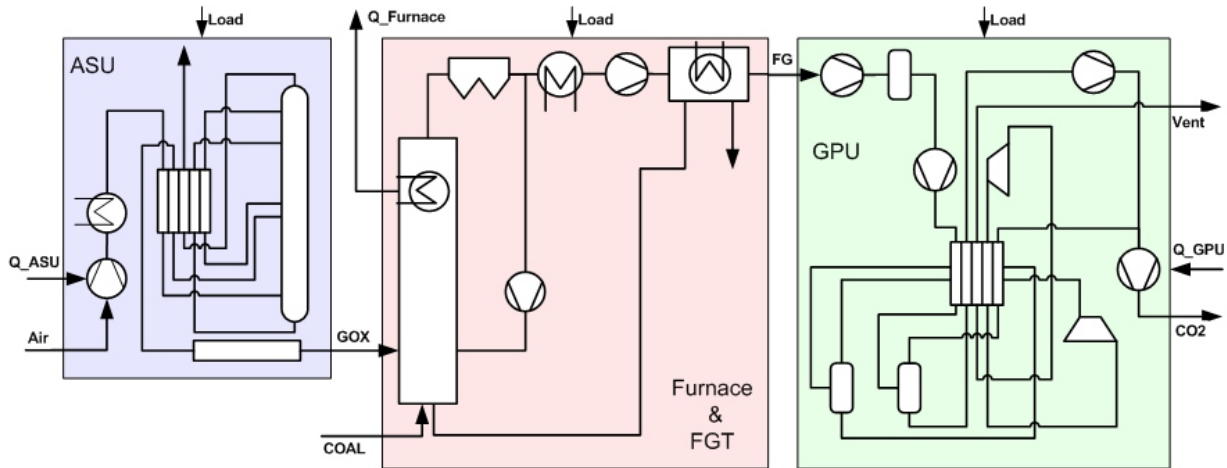 Load
Q_Furnace
Load
Load
ASU
FG
Vent
GPU
Q_ASU
Q_GPU
Air
GOX
CO2
Furnace
&
FGT
COAL